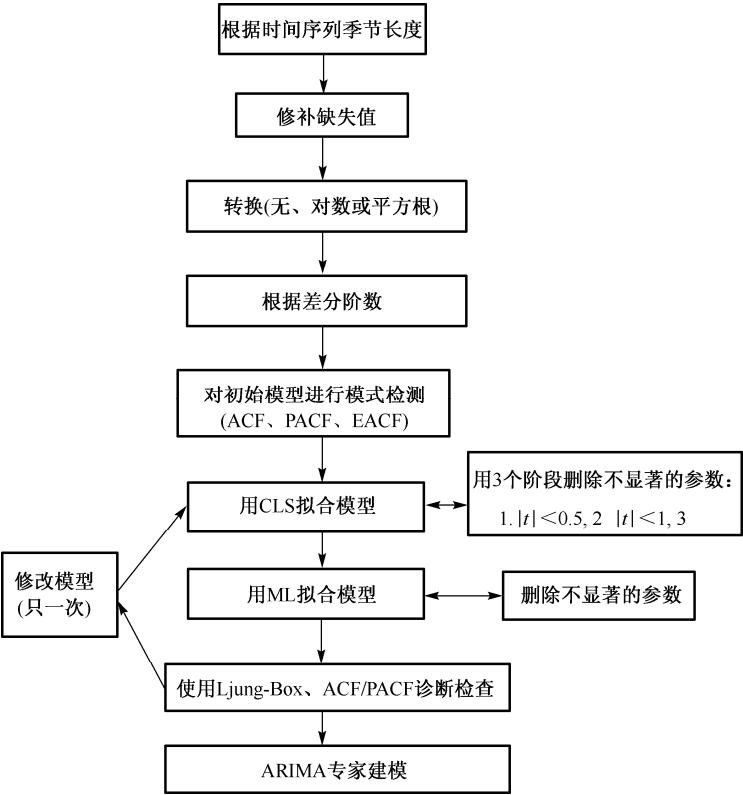 根据时间序列季节长度
修补缺失值
转换(无、对数或平方根)
根据差分阶数
对初始模型进行模式检测
(ACF、PACF、EACF)
用CLS拟合模型
用3个阶段删除不显著的参数：
1. |t|＜0.5, 2 |t|＜1, 3
修改模型
(只一次)
用ML拟合模型
删除不显著的参数
使用Ljung-Box、ACF/PACF诊断检查
ARIMA专家建模